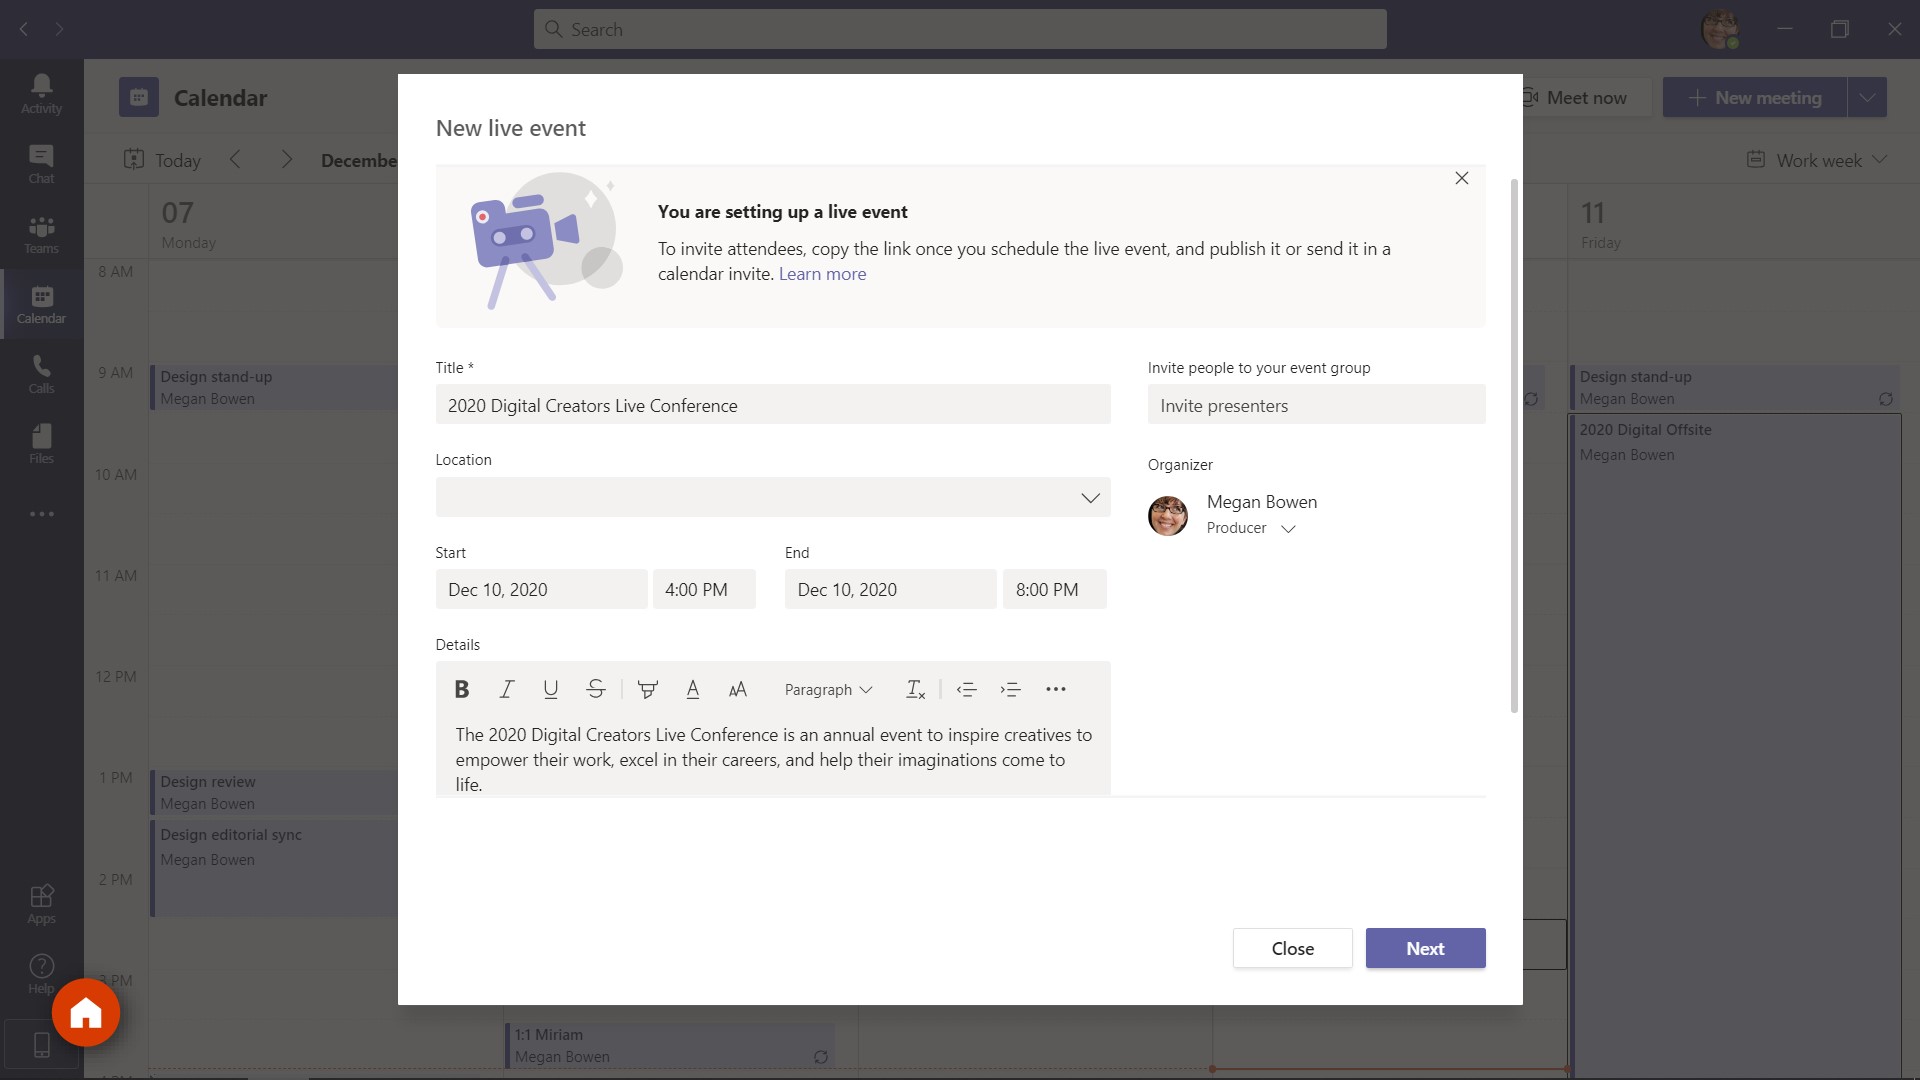 Search
Activity
Chat
Teams
Calendar
Calls
Files
Apps
Help
Calendar
Meet now
New meeting
Today
Decembe
Work week
07
Monday
11
Friday
8 AM
9 AM
10 AM
11 AM
12 PM
1 PM
2 PM
3 PM
Design stand-up
Megan Bowen
Design review
Megan Bowen
Design editorial sync
Megan Bowen
1:1 Miriam
Megan Bowen
Design stand-up
Megan Bowen
2020 Digital Offsite
Megan Bowen
New live event
You are setting up a live event
To invite attendees, copy the link once you schedule the live event, and publish it or send it in a
calendar invite. Learn more
Title *
2020 Digital Creators Live Conference
Invite people to your event group
Invite presenters
Location
Organizer
Megan Bowen
Producer
Start
End
Dec 10, 2020
4:00 PM
Dec 10, 2020
8:00 PM
Details
B I U S A AA Paragraph
The 2020 Digital Creators Live Conference is an annual event to inspire creatives to
empower their work, excel in their careers, and help their imaginations come to
life.
Close
Next